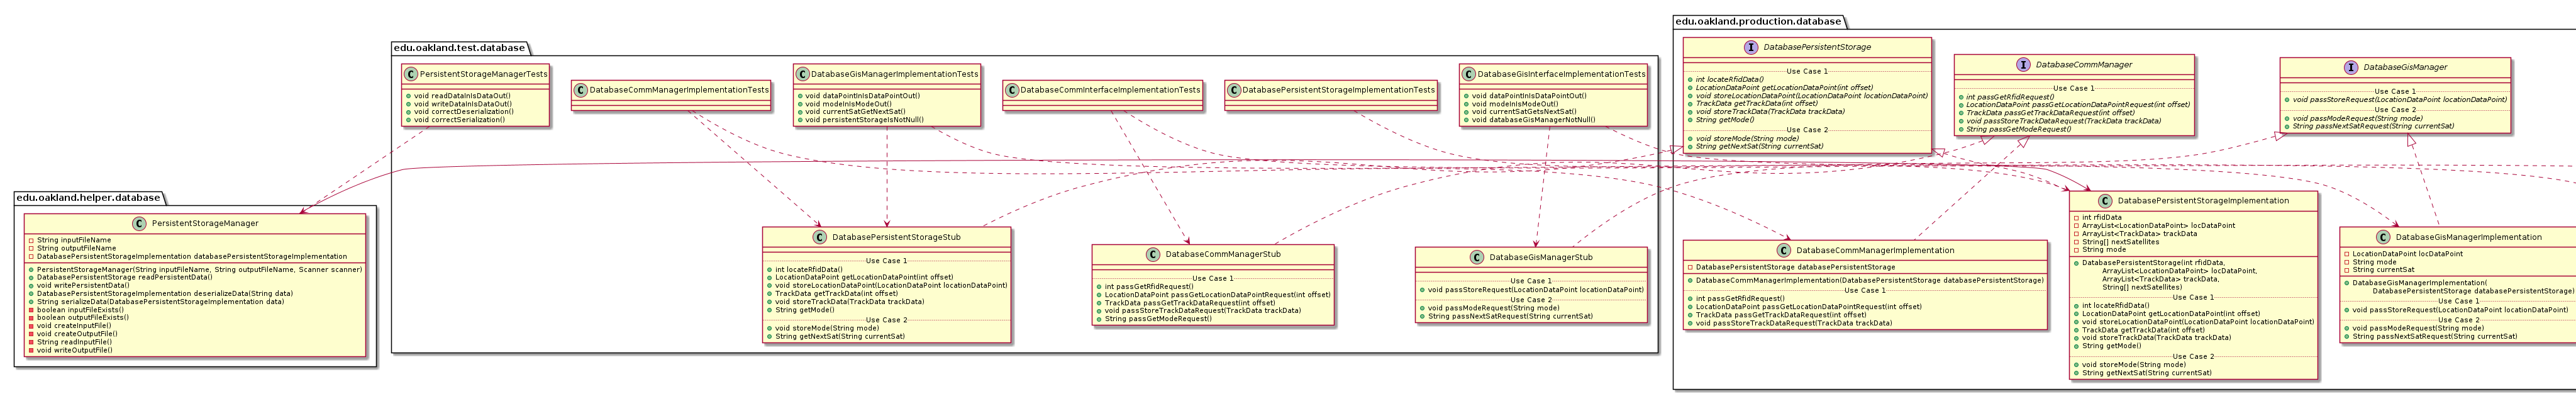 edu.oakland.helper.database
C PersistentStorageManager
String inputFileName
String outputFileName
DatabasePersistentStorageImplementation databasePersistentStorageImplementation
PersistentStorageManager(String inputFileName, String outputFileName, Scanner scanner)
DatabasePersistentStorage readPersistentData()
void writePersistentData()
DatabasePersistentStorageImplementation deserializeData(String data)
String serializeData(DatabasePersistentStorageImplementation data)
boolean inputFileExists()
boolean outputFileExists()
void createInputFile()
void createOutputFile()
String readInputFile()
void writeOutputFile()
edu.oakland.test.database
C PersistentStorageManagerTests
void readDataInIsDataOut()
void writeDataInIsDataOut()
void correctDeserialization()
void correctSerialization()
C DatabaseCommManagerImplementationTests
C DatabaseGisManagerImplementationTests
void dataPointInIsDataPointOut()
void modeInIsModeOut()
void currentSatGetNextSat()
void persistentStorageIsNotNull()
C DatabaseCommInterfaceImplementationTests
C DatabasePersistentStorageImplementationTests
C DatabaseGisInterfaceImplementationTests
void dataPointInIsDataPointOut()
void modeInIsModeOut()
void currentSatGetsNextSat()
void databaseGisManagerNotNull()
C DatabasePersistentStorageStub
Use Case 1
int locateRfidData()
LocationDataPoint getLocationDataPoint(int offset)
void storeLocationDataPoint(LocationDataPoint locationDataPoint)
TrackData getTrackData(int offset)
void storeTrackData(TrackData trackData)
String getMode()
Use Case 2
void storeMode(String mode)
String getNextSat(String currentSat)
C DatabaseCommManagerStub
Use Case 1
int passGetRfidRequest()
LocationDataPoint passGetLocationDataPointRequest(int offset)
TrackData passGetTrackDataRequest(int offset)
void passStoreTrackDataRequest(TrackData trackData)
String passGetModeRequest()
C DatabaseGisManagerStub
Use Case 1
void passStoreRequest(LocationDataPoint locationDataPoint)
Use Case 2
void passModeRequest(String mode)
String passNextSatRequest(String currentSat)
edu.oakland.production.database
I DatabasePersistentStorage
Use Case 1
int locateRfidData()
LocationDataPoint getLocationDataPoint(int offset)
void storeLocationDataPoint(LocationDataPoint locationDataPoint)
TrackData getTrackData(int offset)
void storeTrackData(TrackData trackData)
String getMode()
Use Case 2
void storeMode(String mode)
String getNextSat(String currentSat)
I DatabaseCommManager
Use Case 1
int passGetRfidRequest()
LocationDataPoint passGetLocationDataPointRequest(int offset)
TrackData passGetTrackDataRequest(int offset)
void passStoreTrackDataRequest(TrackData trackData)
String passGetModeRequest()
I DatabaseGisManager
Use Case 1
void passStoreRequest(LocationDataPoint locationDataPoint)
Use Case 2
void passModeRequest(String mode)
String passNextSatRequest(String currentSat)
C DatabaseCommManagerImplementation
DatabasePersistentStorage databasePersistentStorage
DatabaseCommManagerImplementation(DatabasePersistentStorage databasePersistentStorage)
Use Case 1
int passGetRfidRequest()
LocationDataPoint passGetLocationDataPointRequest(int offset)
TrackData passGetTrackDataRequest(int offset)
void passStoreTrackDataRequest(TrackData trackData)
C DatabasePersistentStorageImplementation
int rfidData
ArrayList<LocationDataPoint> locDataPoint
ArrayList<TrackData> trackData
String[] nextSatellites
String mode
DatabasePersistentStorage(int rfidData,
ArrayList<LocationDataPoint> locDataPoint,
ArrayList<TrackData> trackData,
String[] nextSatellites)
Use Case 1
int locateRfidData()
LocationDataPoint getLocationDataPoint(int offset)
void storeLocationDataPoint(LocationDataPoint locationDataPoint)
TrackData getTrackData(int offset)
void storeTrackData(TrackData trackData)
String getMode()
Use Case 2
void storeMode(String mode)
String getNextSat(String currentSat)
C DatabaseGisManagerImplementation
LocationDataPoint locDataPoint
String mode
String currentSat
DatabaseGisManagerImplementation(
DatabasePersistentStorage databasePersistentStorage)
Use Case 1
void passStoreRequest(LocationDataPoint locationDataPoint)
Use Case 2
void passModeRequest(String mode)
String passNextSatRequest(String currentSat)